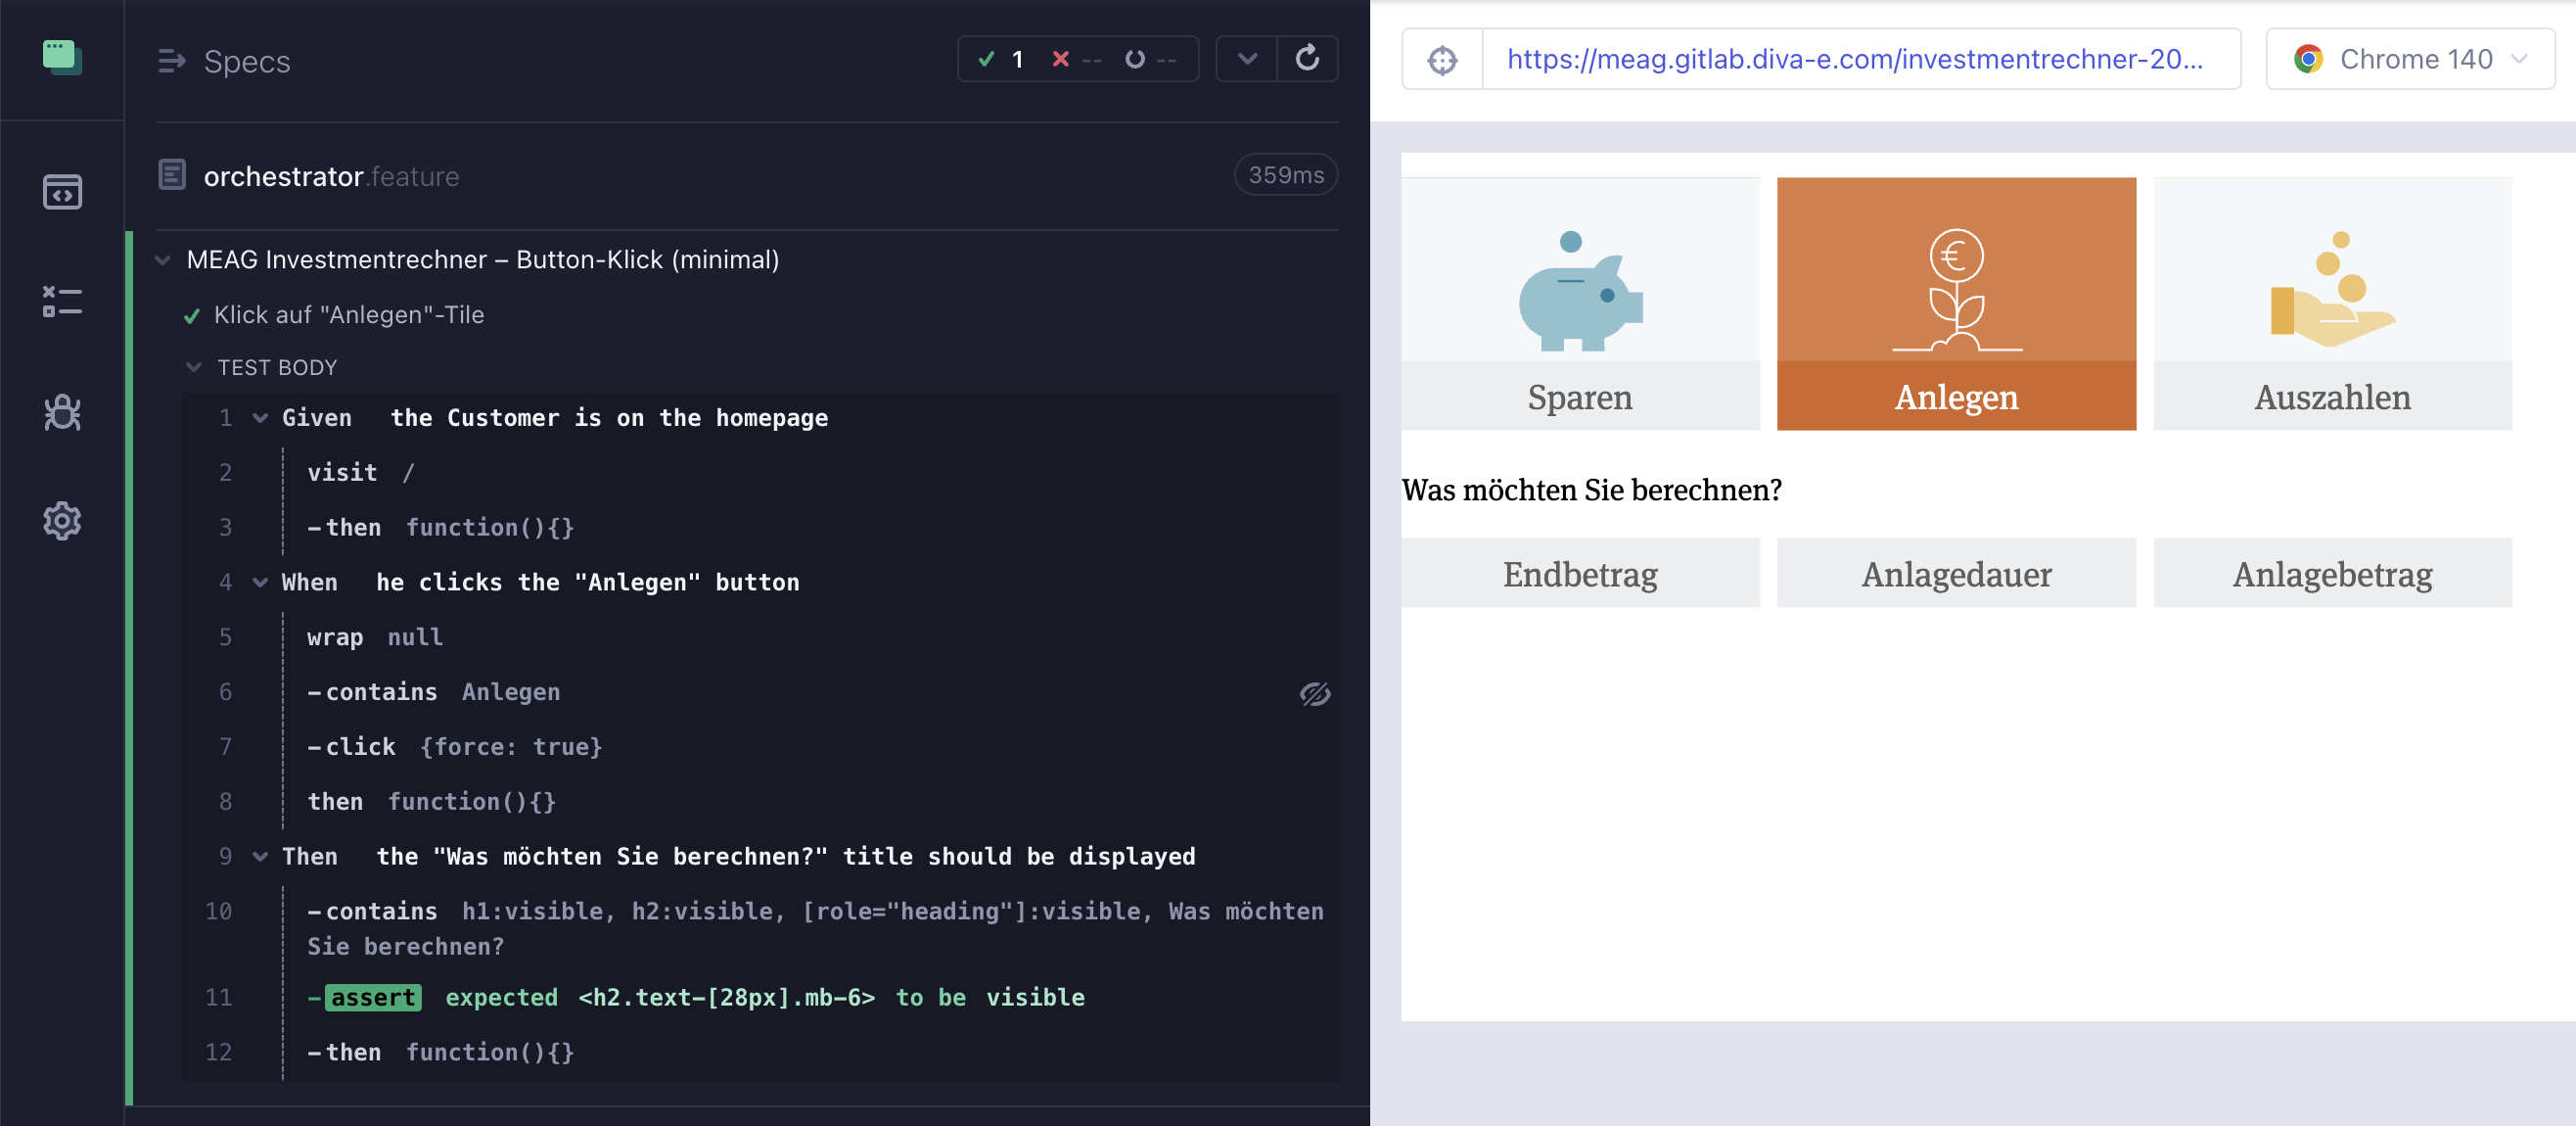 Specs
1 -- --
orchestrator.feature
359ms
MEAG Investmentrechner – Button-Klick (minimal)
Klick auf "Anlegen"-Tile
TEST BODY
1 Given the Customer is on the homepage
2 visit /
3 -then function(){}
4 When he clicks the "Anlegen" button
5 wrap null
6 -contains Anlegen
7 -click {force: true}
8 then function(){}
9 Then the "Was möchten Sie berechnen?" title should be displayed
10 -contains h1:visible, h2:visible, [role="heading"]:visible, Was möchten
Sie berechnen?
11 -assert expected <h2.text-[28px].mb-6> to be visible
12 -then function(){}
https://meag.gitlab.diva-e.com/investmentrechner-20...
Chrome 140
Sparen
Anlegen
Auszahlen
Was möchten Sie berechnen?
Endbetrag
Anlagedauer
Anlagebetrag
€